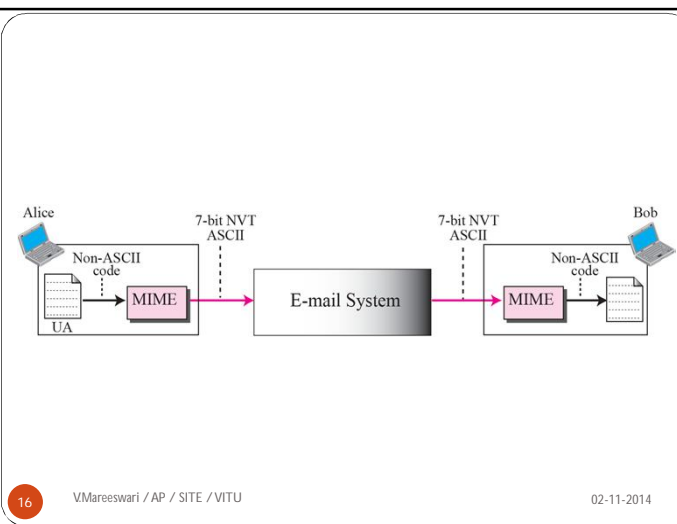 Alice
Bob
7-bit NVT
ASCII
7-bit NVT
ASCII
Non-ASCII
code
Non-ASCII
code
MIME
E-mail System
MIME
UA
16
V.Mareeswari / AP / SITE / VITU
02-11-2014